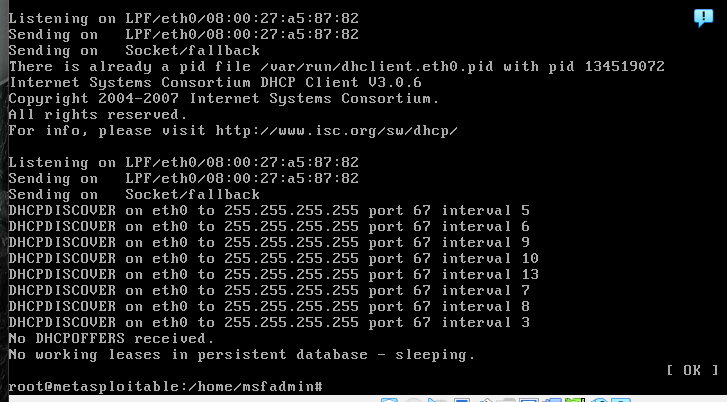 Listening on LPF/eth0/08:00:27:a5:87:82
Sending on   LPF/eth0/08:00:27:a5:87:82
Sending on   Socket/fallback
There is already a pid file /var/run/dhclient.eth0.pid with pid 134519072
Internet Systems Consortium DHCP Client V3.0.6
Copyright 2004-2007 Internet Systems Consortium.
All rights reserved.
For info, please visit http://www.isc.org/sw/dhcp/
Listening on LPF/eth0/08:00:27:a5:87:82
Sending on   LPF/eth0/08:00:27:a5:87:82
Sending on   Socket/fallback
DHCPDISCOVER on eth0 to 255.255.255.255 port 67 interval 5
DHCPDISCOVER on eth0 to 255.255.255.255 port 67 interval 6
DHCPDISCOVER on eth0 to 255.255.255.255 port 67 interval 9
DHCPDISCOVER on eth0 to 255.255.255.255 port 67 interval 10
DHCPDISCOVER on eth0 to 255.255.255.255 port 67 interval 13
DHCPDISCOVER on eth0 to 255.255.255.255 port 67 interval 7
DHCPDISCOVER on eth0 to 255.255.255.255 port 67 interval 8
DHCPDISCOVER on eth0 to 255.255.255.255 port 67 interval 3
No DHCPOFFERS received.
No working leases in persistent database - sleeping.
[ OK ]
root@metasploitable:/home/msfadmin#